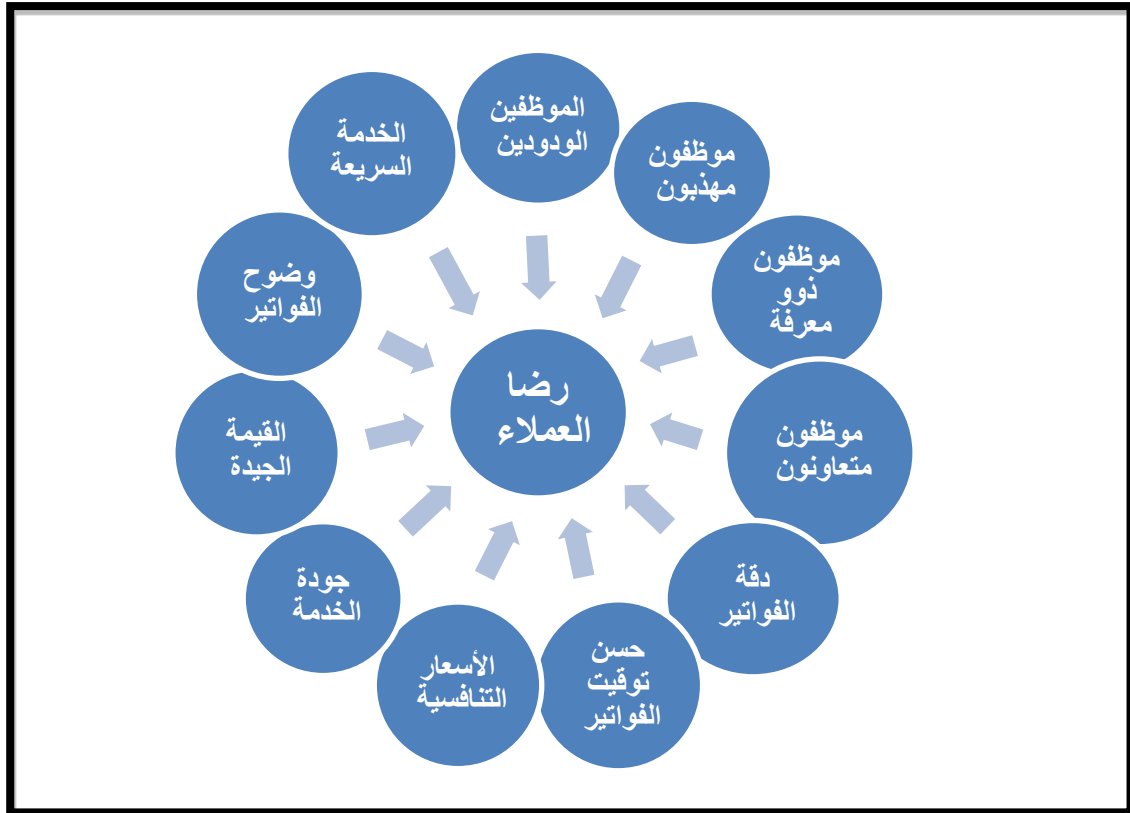 الموظفين
الودودين
موظفون
مهذبون
موظفون
ذوو
معرفة
موظفون
متعاونون
دقة
الفواتير
حسن
توقيت
الفواتير
الأسعار
التنافسية
جودة
الخدمة
القيمة
الجيدة
وضوح
الفواتير
الخدمة
السريعة
رضا
العملاء